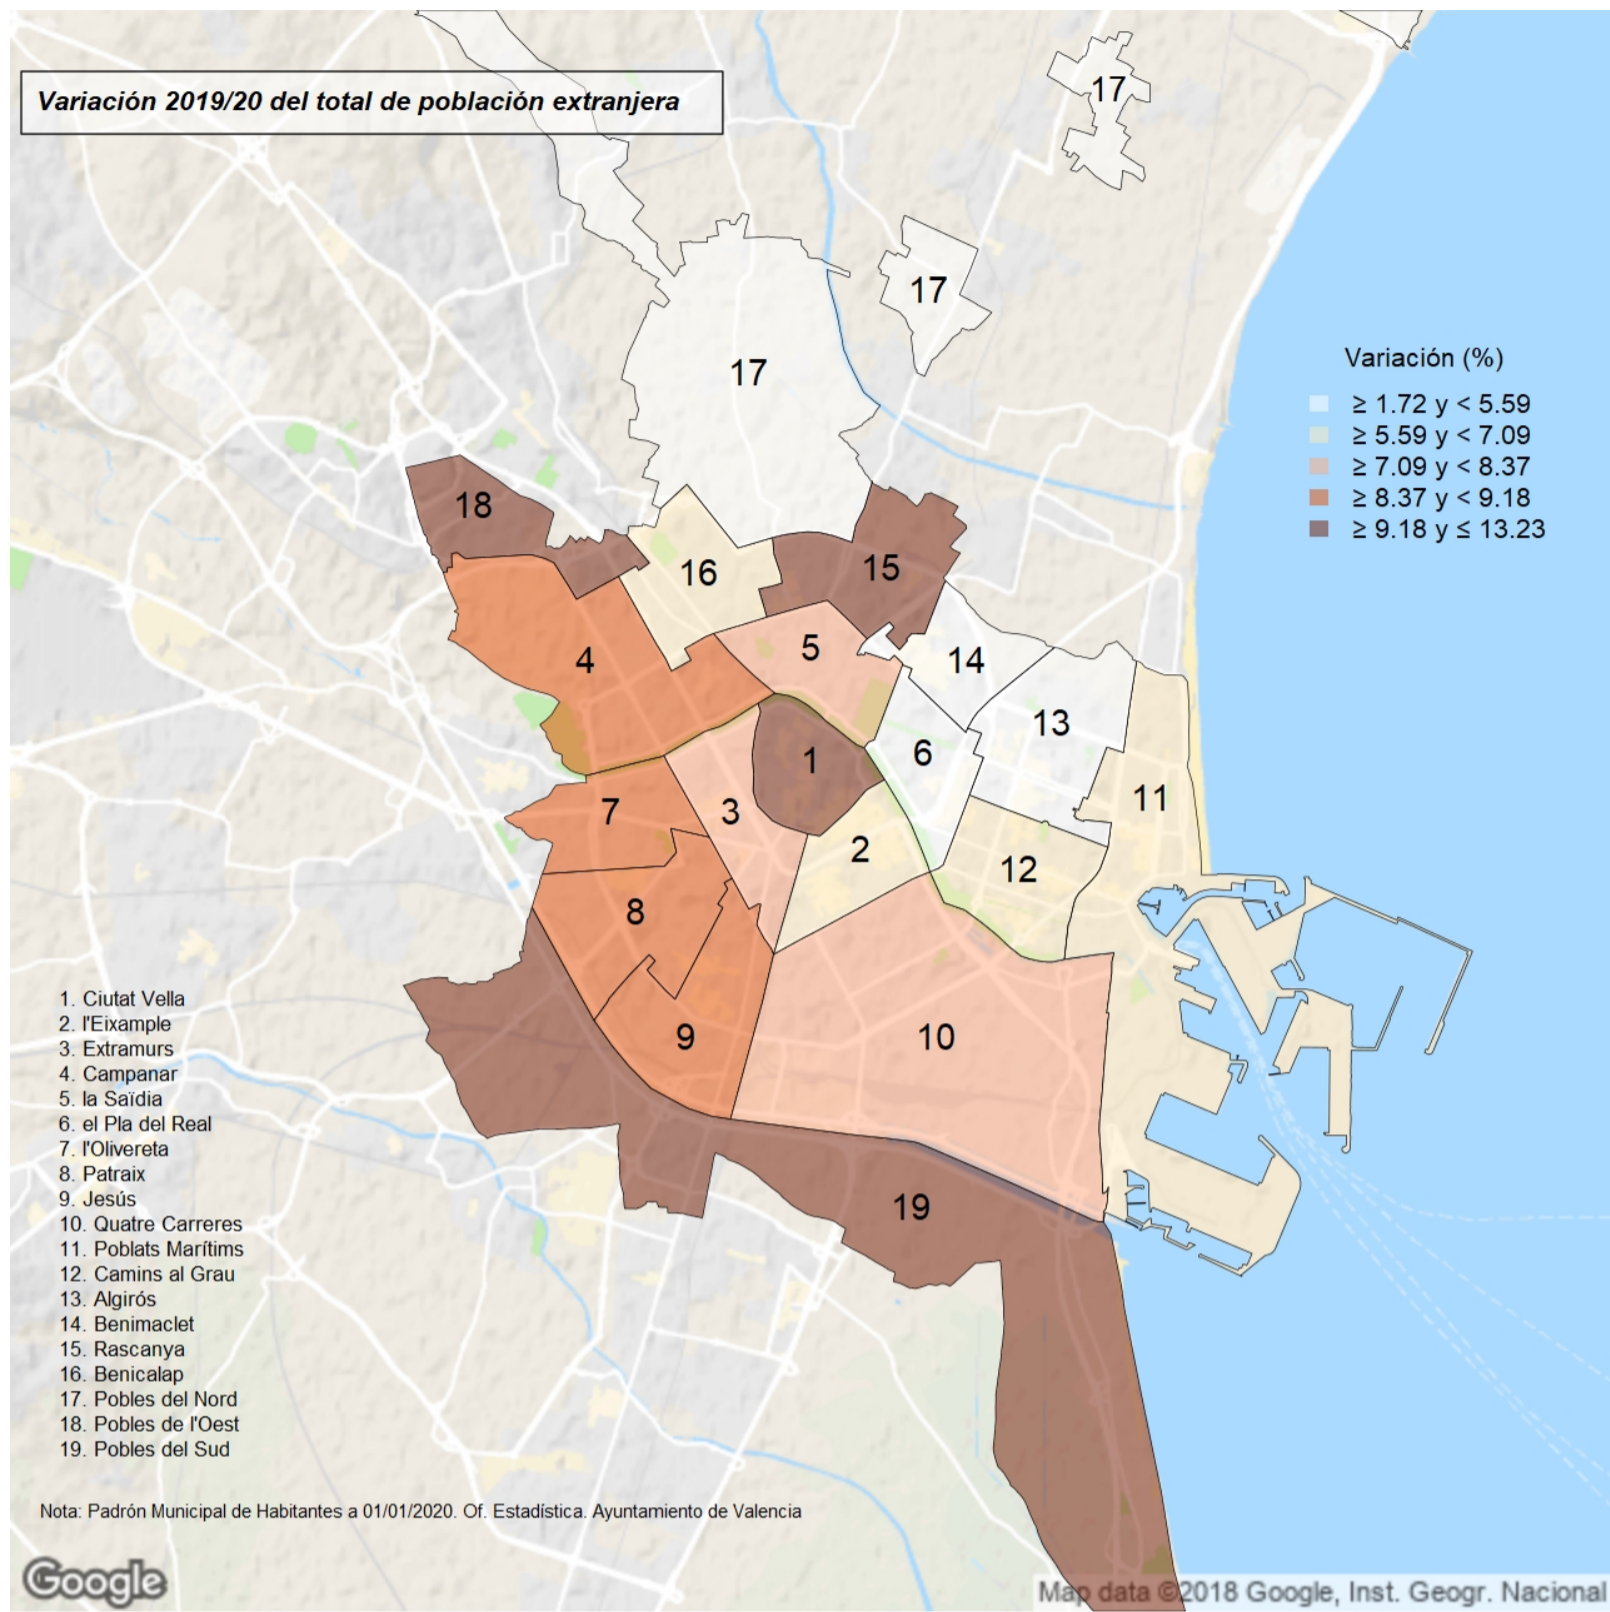 Variación 2019/20 del total de población extranjera
17
17
17
Variación (%)
≥ 1.72 y < 5.59
≥ 5.59 y < 7.09
≥ 7.09 y < 8.37
≥ 8.37 y < 9.18
≥ 9.18 y ≤ 13.23
18
16
15
4
5
14
13
6
1
11
7
3
2
12
8
9
10
19
1. Ciutat Vella
2. l'Eixample
3. Extramurs
4. Campanar
5. la Saïdia
6. el Pla del Real
7. l'Olivereta
8. Patraix
9. Jesús
10. Quatre Carreres
11. Poblats Marítims
12. Camins al Grau
13. Algirós
14. Benimaclet
15. Rascanya
16. Benicalap
17. Pobles del Nord
18. Pobles de l'Oest
19. Pobles del Sud
Nota: Padrón Municipal de Habitantes a 01/01/2020. Of. Estadística. Ayuntamiento de Valencia
Google
Map data ©2018 Google, Inst. Geogr. Nacional